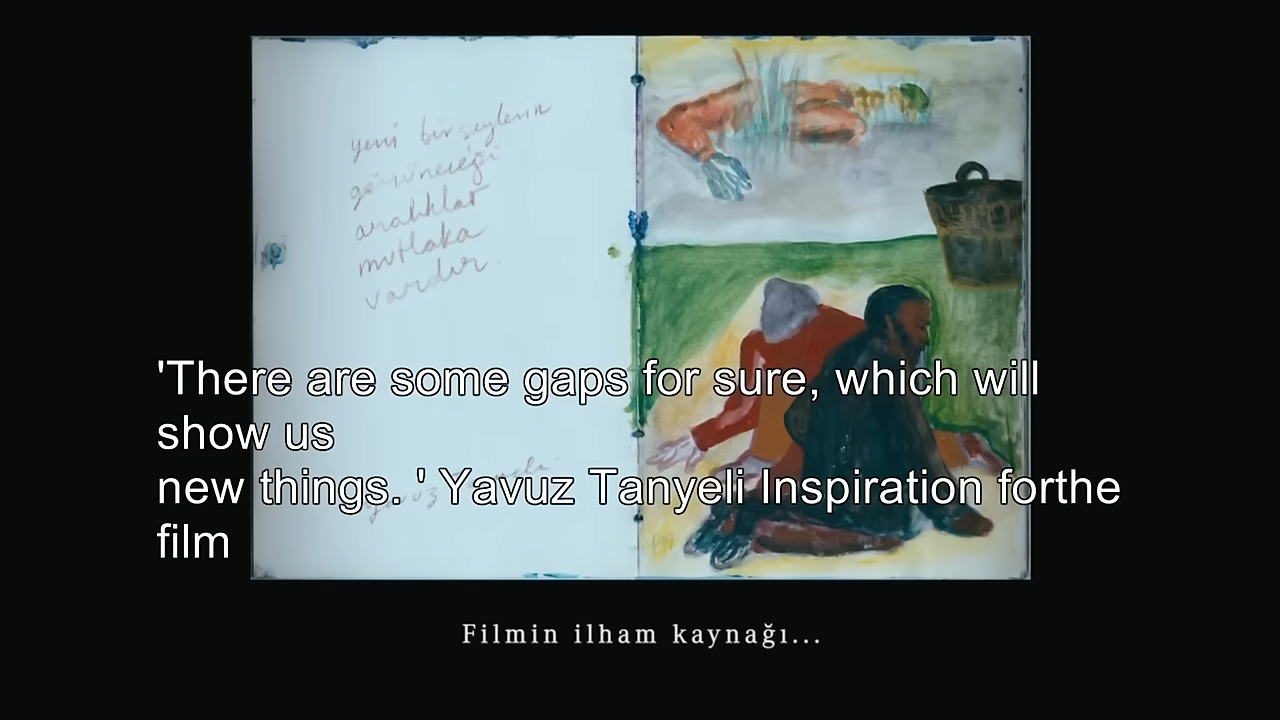 yeni bir şeylerin
görüneceği
aralıklar
mutlaka
vardır.
'There are some gaps for sure, which will
show us
new things. ' Yavuz Tanyeli Inspiration forthe
film
Filmin ilham kaynağı...